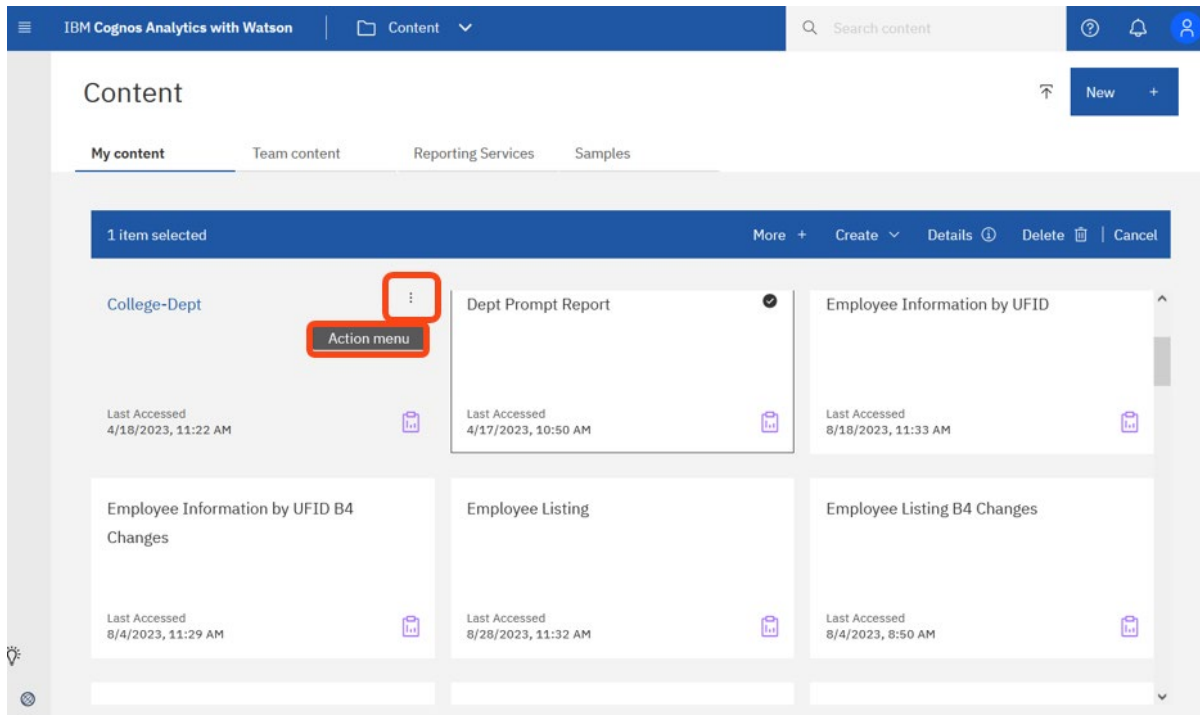 IBM Cognos Analytics with Watson
Content
Search content
Content
New +
My content
Team content
Reporting Services
Samples
1 item selected
More +
Create
Details
Delete
Cancel
College-Dept
Action menu
Last Accessed
4/18/2023, 11:22 AM
Dept Prompt Report
Last Accessed
4/17/2023, 10:50 AM
Employee Information by UFID
Last Accessed
8/18/2023, 11:33 AM
Employee Information by UFID B4
Changes
Last Accessed
8/4/2023, 11:29 AM
Employee Listing
Last Accessed
8/28/2023, 11:32 AM
Employee Listing B4 Changes
Last Accessed
8/4/2023, 8:50 AM